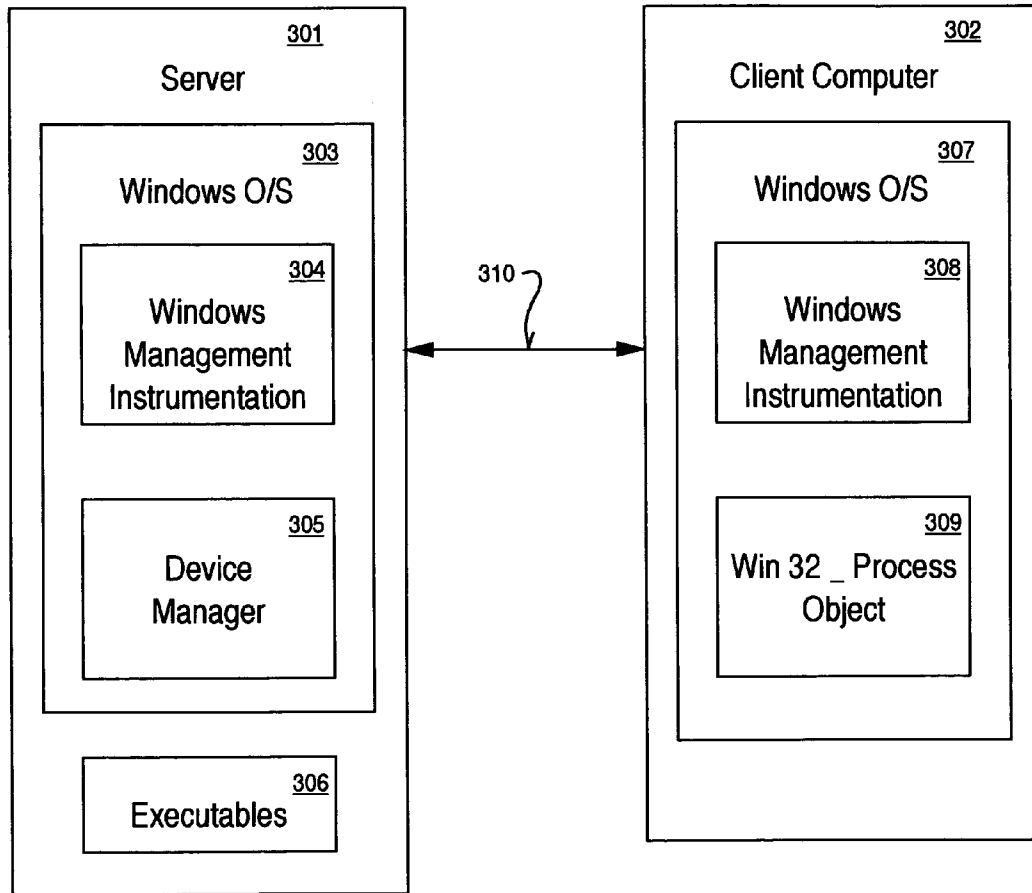 301
Server
303
Windows O/S
304
Windows
Management
Instrumentation
305
Device
Manager
306
Executables
310
302
Client Computer
307
Windows O/S
308
Windows
Management
Instrumentation
309
Win 32 _ Process
Object